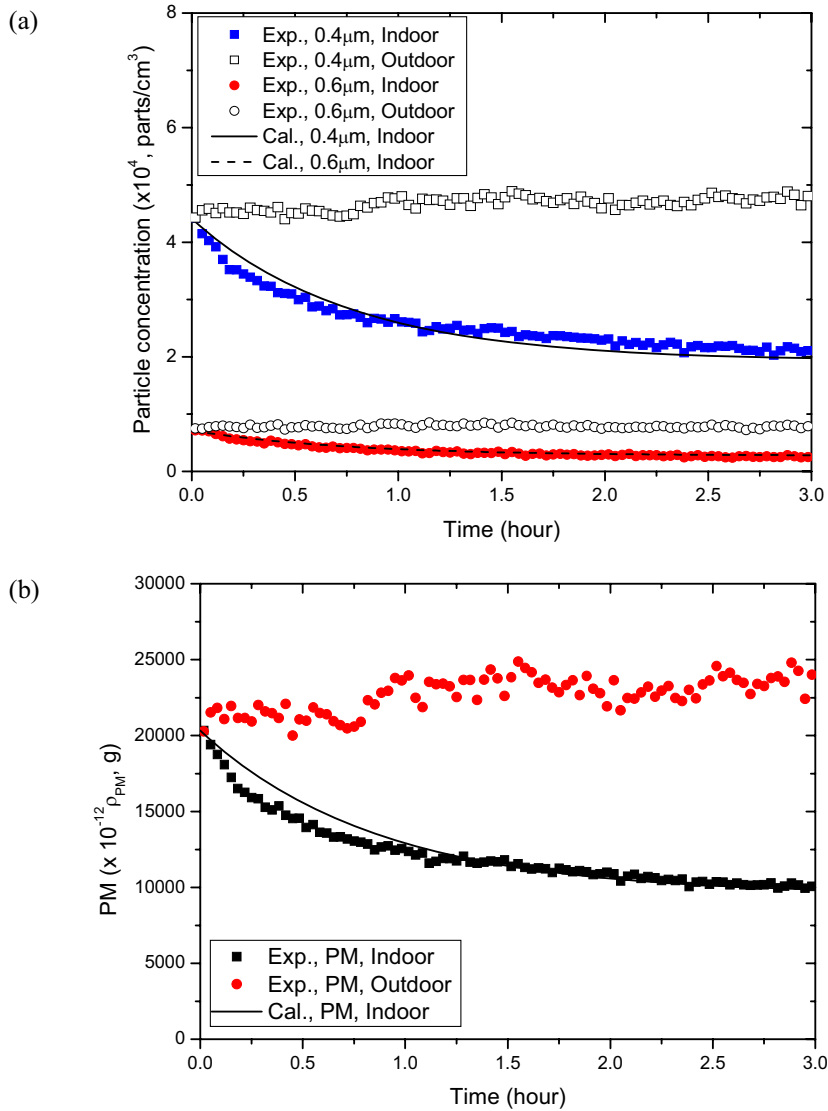 (a)
Exp., 0.4μm, Indoor
Exp., 0.4μm, Outdoor
Exp., 0.6μm, Indoor
Exp., 0.6μm, Outdoor
Cal., 0.4μm, Indoor
Cal., 0.6μm, Indoor
Particle concentration (x10⁴, parts/cm³)
8
6
4
2
0
0.0 0.5 1.0 1.5 2.0 2.5 3.0
Time (hour)
(b)
PM (x 10⁻¹²ρPM, g)
30000
25000
20000
15000
10000
5000
0
Exp., PM, Indoor
Exp., PM, Outdoor
Cal., PM, Indoor
0.0 0.5 1.0 1.5 2.0 2.5 3.0
Time (hour)